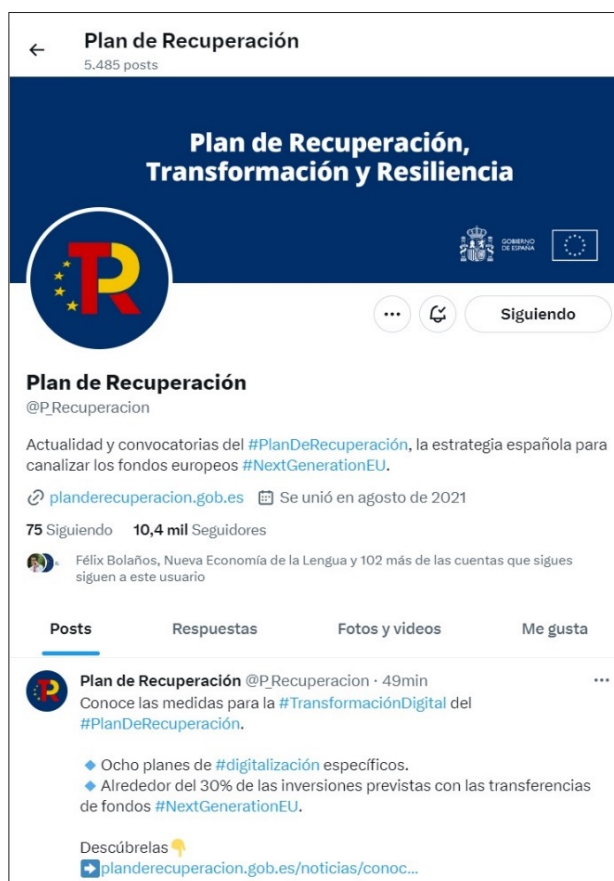 Plan de Recuperación
5.485 posts
Plan de Recuperación,
Transformación y Resiliencia
GOBIERNO
DE ESPAÑA
Siguiendo
Plan de Recuperación
@P_Recuperacion
Actualidad y convocatorias del #PlanDeRecuperación, la estrategia española para
canalizar los fondos europeos #NextGenerationEU.
planderecuperacion.gob.es Se unió en agosto de 2021
75 Siguiendo 10,4 mil Seguidores
Félix Bolaños, Nueva Economía de la Lengua y 102 más de las cuentas que sigues
siguen a este usuario
Posts Respuestas Fotos y videos Me gusta
Plan de Recuperación @P_Recuperacion · 49min
Conoce las medidas para la #TransformaciónDigital del
#PlanDeRecuperación.
🔹 Ocho planes de #digitalización específicos.
🔹 Alrededor del 30% de las inversiones previstas con las transferencias
de fondos #NextGenerationEU.
Descúbrelas👇
➡️planderecuperacion.gob.es/noticias/conoc...